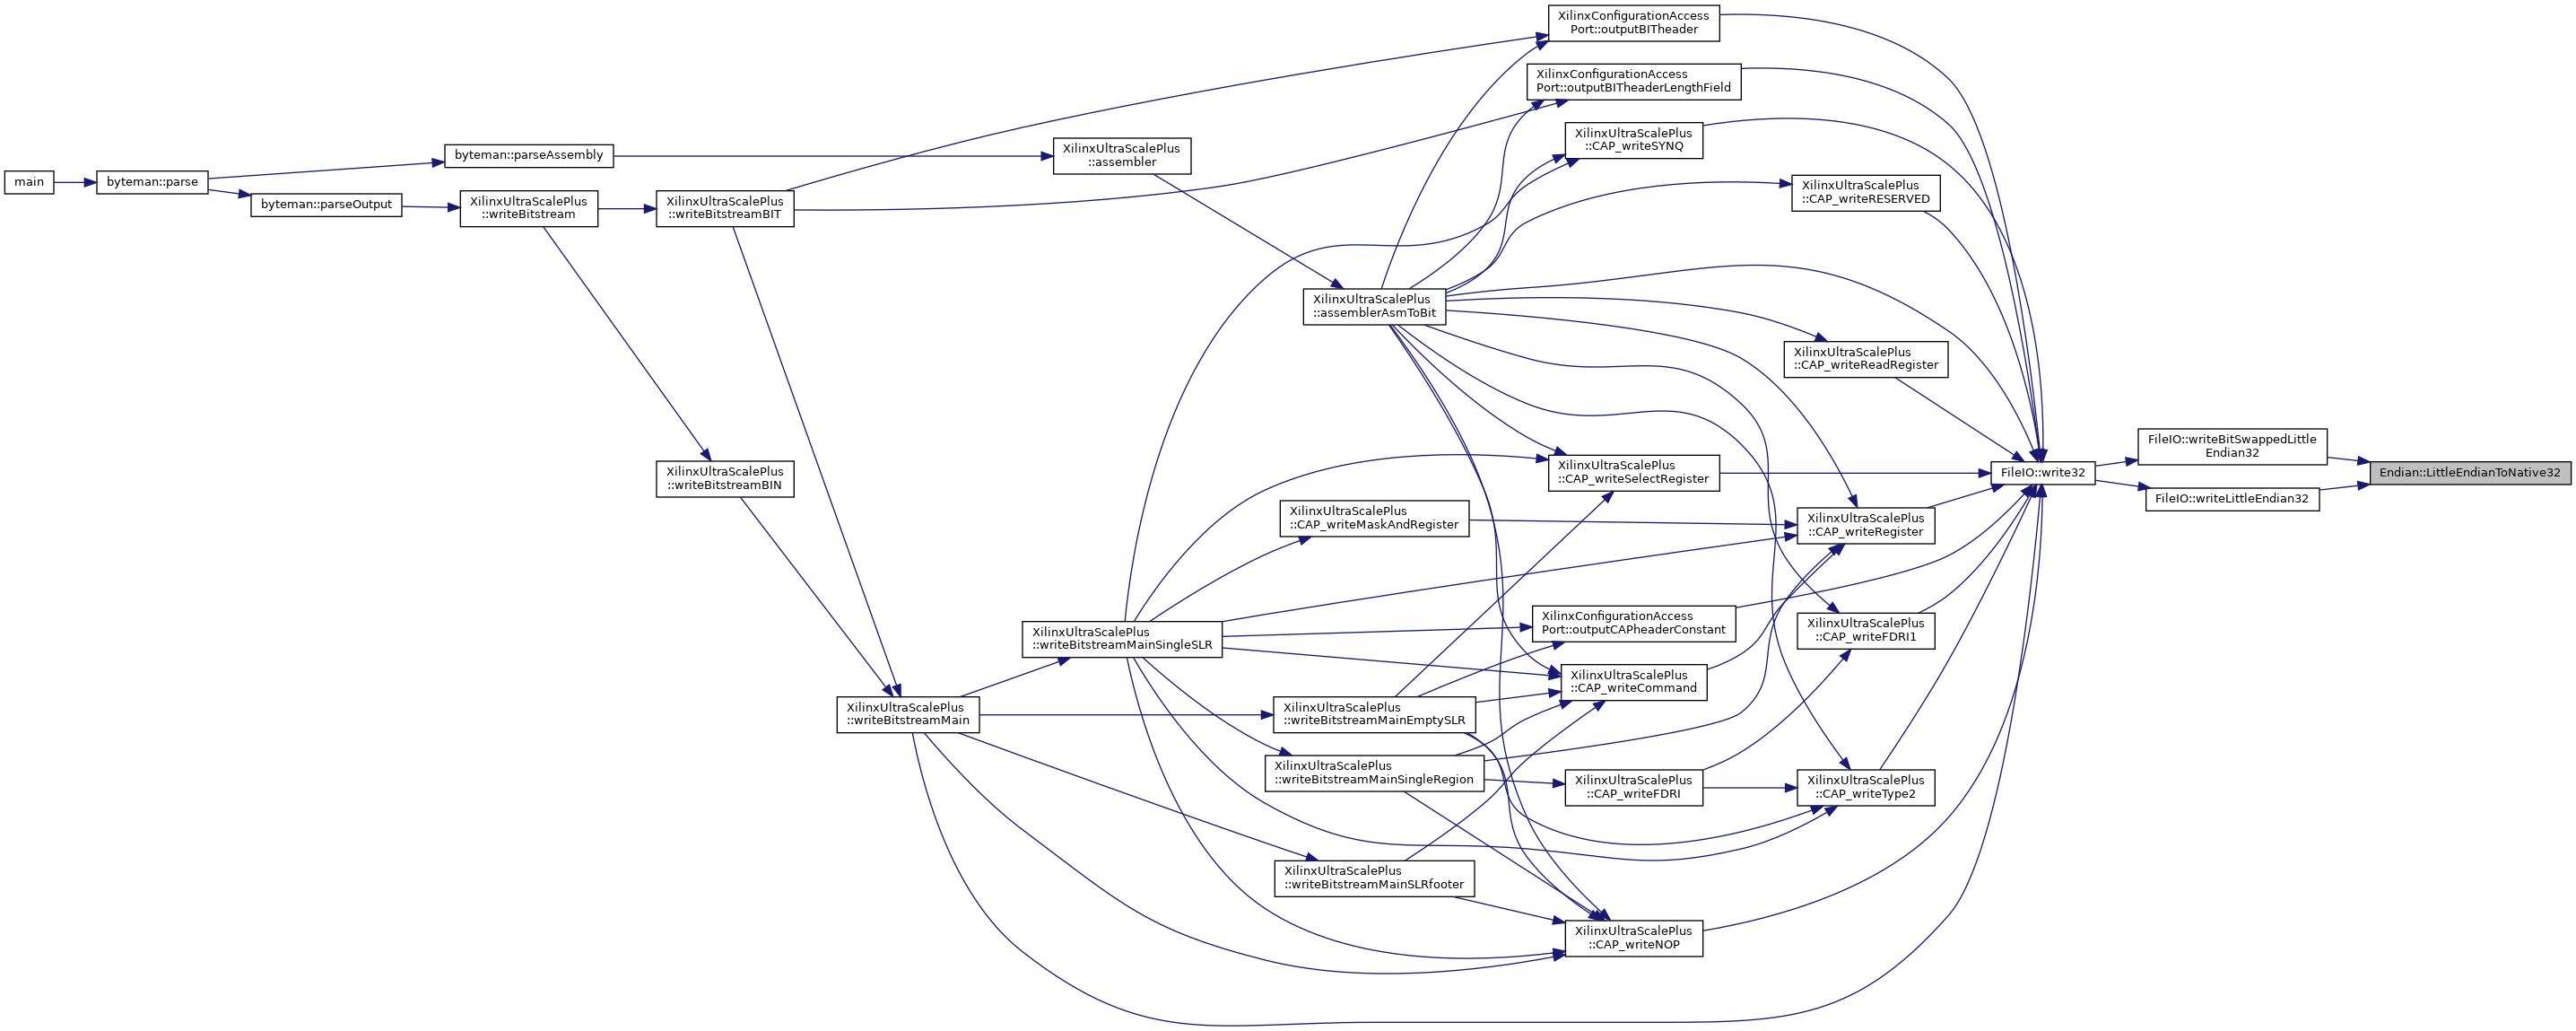 XilinxConfigurationAccess
Port::outputBITheader
XilinxConfigurationAccess
Port::outputBITheaderLengthField
XilinxUltraScalePlus
::CAP_writeSYNQ
byteman::parseAssembly
XilinxUltraScalePlus
::assembler
main
byteman::parse
byteman::parseOutput
XilinxUltraScalePlus
::writeBitstream
XilinxUltraScalePlus
::writeBitstreamBIT
XilinxUltraScalePlus
::CAP_writeRESERVED
XilinxUltraScalePlus
::assemblerAsmToBit
XilinxUltraScalePlus
::CAP_writeReadRegister
XilinxUltraScalePlus
::writeBitstreamBIN
XilinxUltraScalePlus
::CAP_writeSelectRegister
FileIO::write32
FileIO::writeBitSwappedLittle
Endian32
Endian::LittleEndianToNative32
FileIO::writeLittleEndian32
XilinxUltraScalePlus
::CAP_writeMaskAndRegister
XilinxUltraScalePlus
::CAP_writeRegister
XilinxUltraScalePlus
::writeBitstreamMainSingleSLR
XilinxConfigurationAccess
Port::outputCAPheaderConstant
XilinxUltraScalePlus
::CAP_writeFDRI1
XilinxUltraScalePlus
::CAP_writeCommand
XilinxUltraScalePlus
::writeBitstreamMain
XilinxUltraScalePlus
::writeBitstreamMainEmptySLR
XilinxUltraScalePlus
::writeBitstreamMainSingleRegion
XilinxUltraScalePlus
::CAP_writeFDRI
XilinxUltraScalePlus
::CAP_writeType2
XilinxUltraScalePlus
::writeBitstreamMainSLRfooter
XilinxUltraScalePlus
::CAP_writeNOP